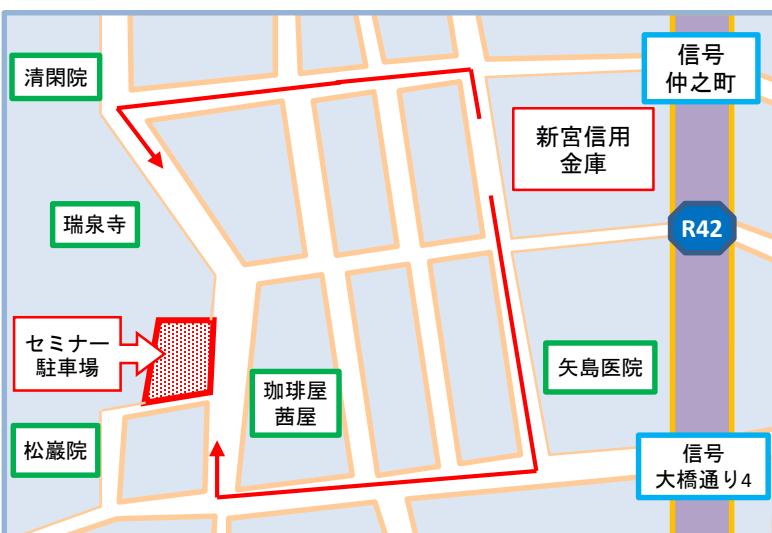 清閑院
信号
仲之町
新宮信用
金庫
瑞泉寺
R42
セミナー
駐車場
矢島医院
珈琲屋
茜屋
松巖院
信号
大橋通り4